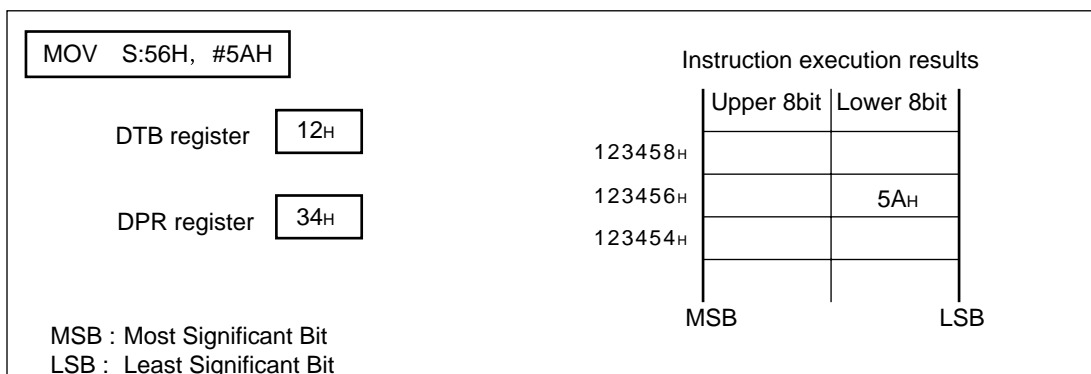 MOV S:56H, #5AH
DTB register 12H
DPR register 34H
MSB : Most Significant Bit
LSB : Least Significant Bit
Instruction execution results
Upper 8bit Lower 8bit
123458H
123456H 5AH
123454H
MSB LSB